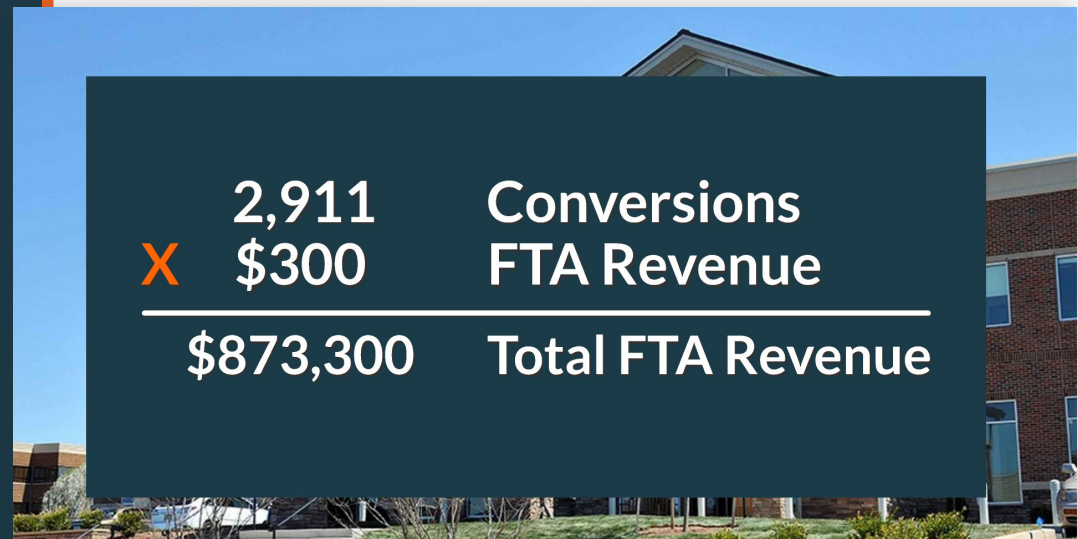 2,911 Conversions
X $300 FTA Revenue
$873,300 Total FTA Revenue